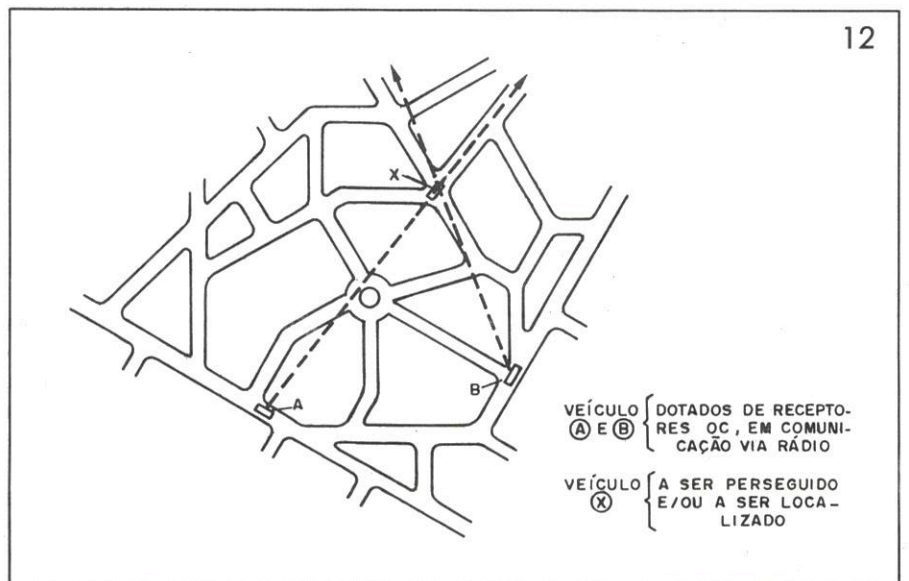 12
X
A
B
VEÍCULO
Ⓐ E Ⓑ
DOTADOS DE RECEPTO-
RES OC, EM COMUNI-
CAÇÃO VIA RÁDIO
VEÍCULO
Ⓧ
A SER PERSEGUIDO
E/OU A SER LOCA-
LIZADO